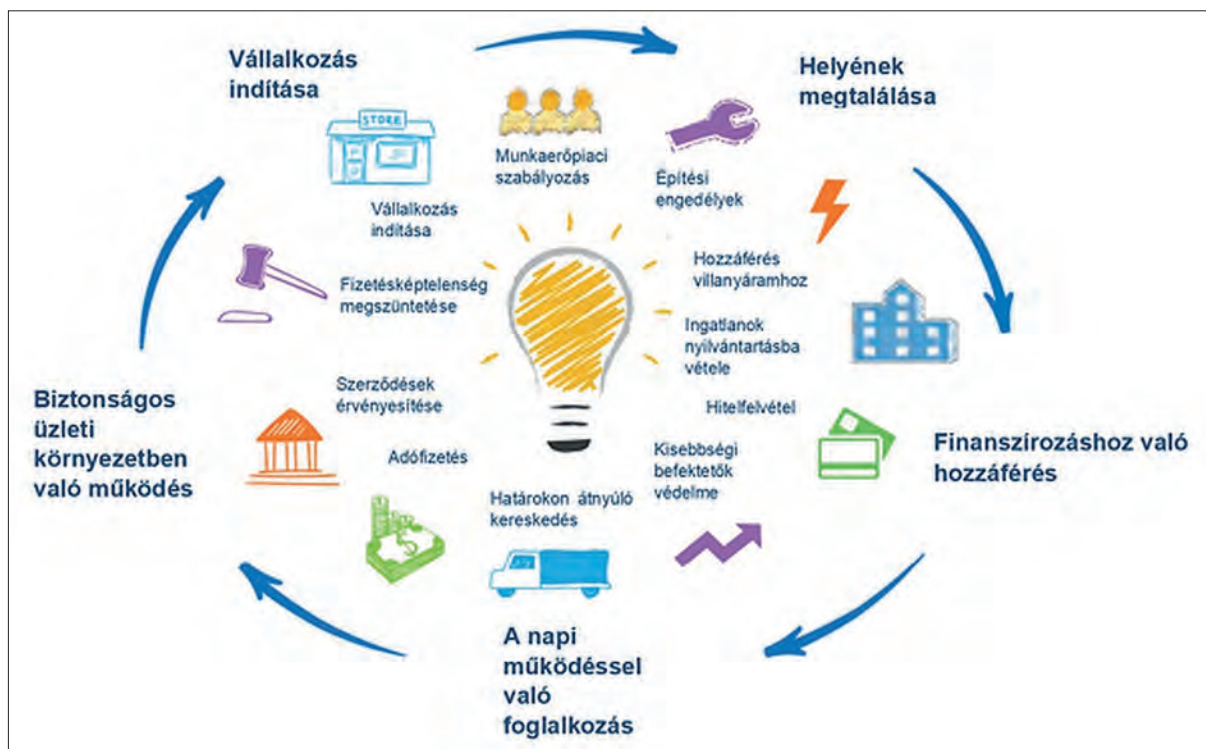 Vállalkozás
indítása
Helyének
megtalálása
STORE
Munkaerőpiaci
szabályozás
Építési
engedélyek
Vállalkozás
indítása
Hozzáférés
villanyáramhoz
Fizetésképtelenség
megszüntetése
Ingatlanok
nyilvántartásba
vétele
Szerződések
érvényesítése
Hitelfelvétel
Biztonságos
üzleti
környezetben
való működés
Finanszírozáshoz való
hozzáférés
Adófizetés
Kisebbségi
befektetők
védelme
Határokon átnyúló
kereskedés
A napi
működéssel
való
foglalkozás